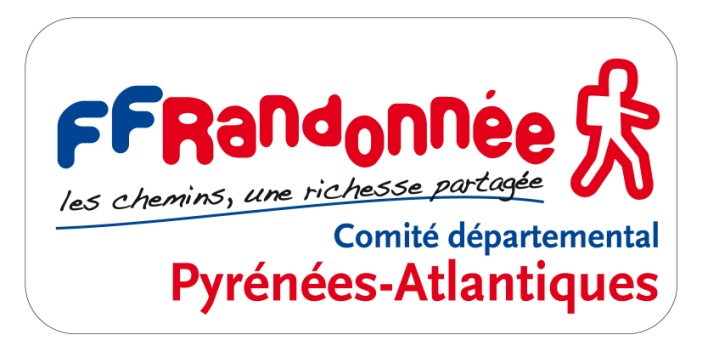 FFRandonnée
les chemins, une richesse partagée
Comité départemental
Pyrénées-Atlantiques